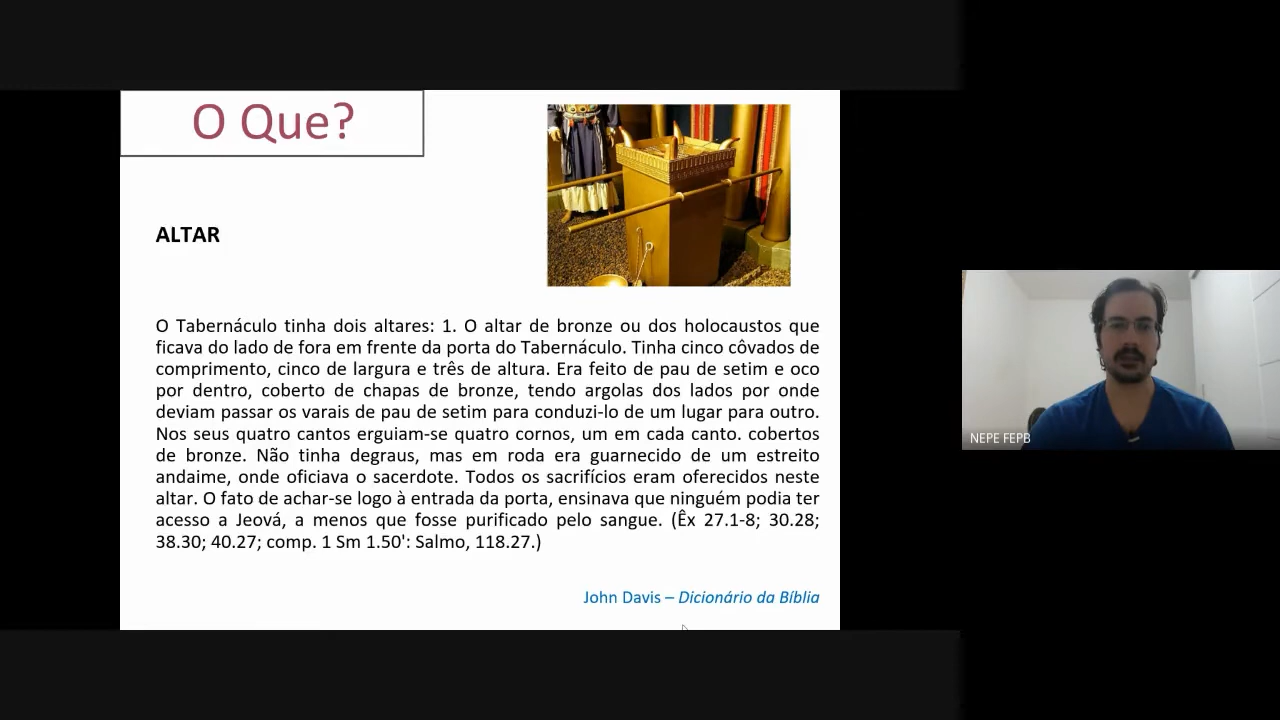 O Que?
ALTAR
O Tabernáculo tinha dois altares: 1. O altar de bronze ou dos holocaustos que
ficava do lado de fora em frente da porta do Tabernáculo. Tinha cinco côvados de
comprimento, cinco de largura e três de altura. Era feito de pau de setim e oco
por dentro, coberto de chapas de bronze, tendo argolas dos lados por onde
deviam passar os varais de pau de setim para conduzi-lo de um lugar para outro.
Nos seus quatro cantos erguiam-se quatro cornos, um em cada canto. cobertos
de bronze. Não tinha degraus, mas em roda era guarnecido de um estreito
andaime, onde oficiava o sacerdote. Todos os sacrifícios eram oferecidos neste
altar. O fato de achar-se logo à entrada da porta, ensinava que ninguém podia ter
acesso a Jeová, a menos que fosse purificado pelo sangue. (Êx 27.1-8; 30.28;
38.30; 40.27; comp. 1 Sm 1.50': Salmo, 118.27.)
John Davis – Dicionário da Bíblia
NEPE FEPB